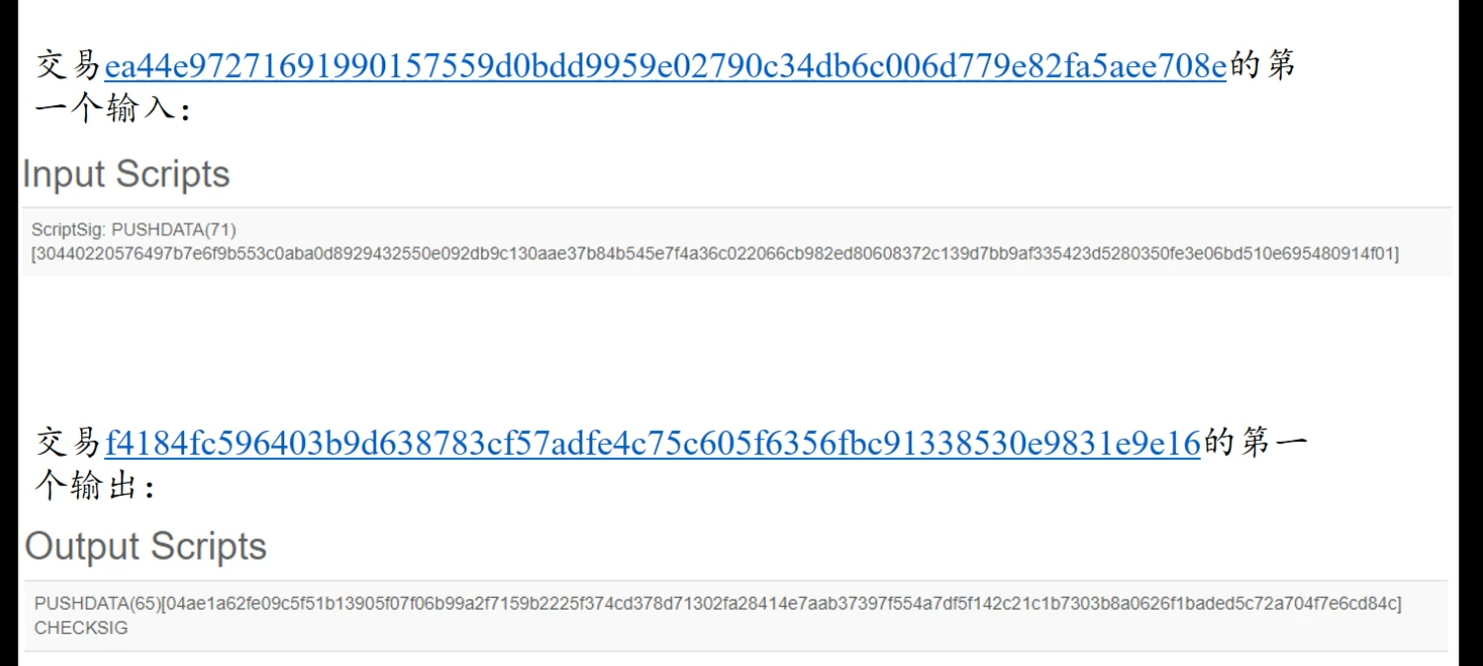 交易ea44e97271691990157559d0bdd9959e02790c34db6c006d779e82fa5aee708e的第
一个输入：
Input Scripts
ScriptSig: PUSHDATA(71)
[30440220576497b7e6f9b553c0aba0d8929432550e092db9c130aae37b84b545e7f4a36c022066cb982ed80608372c139d7bb9af335423d5280350fe3e06bd510e695480914f01]
交易f4184fc596403b9d638783cf57adfe4c75c605f6356fbc91338530e9831e9e16的第一
个输出：
Output Scripts
PUSHDATA(65)[04ae1a62fe09c5f51b13905f07f06b99a2f7159b2225f374cd378d71302fa28414e7aab37397f554a7df5f142c21c1b7303b8a0626f1baded5c72a704f7e6cd84c]
CHECKSIG